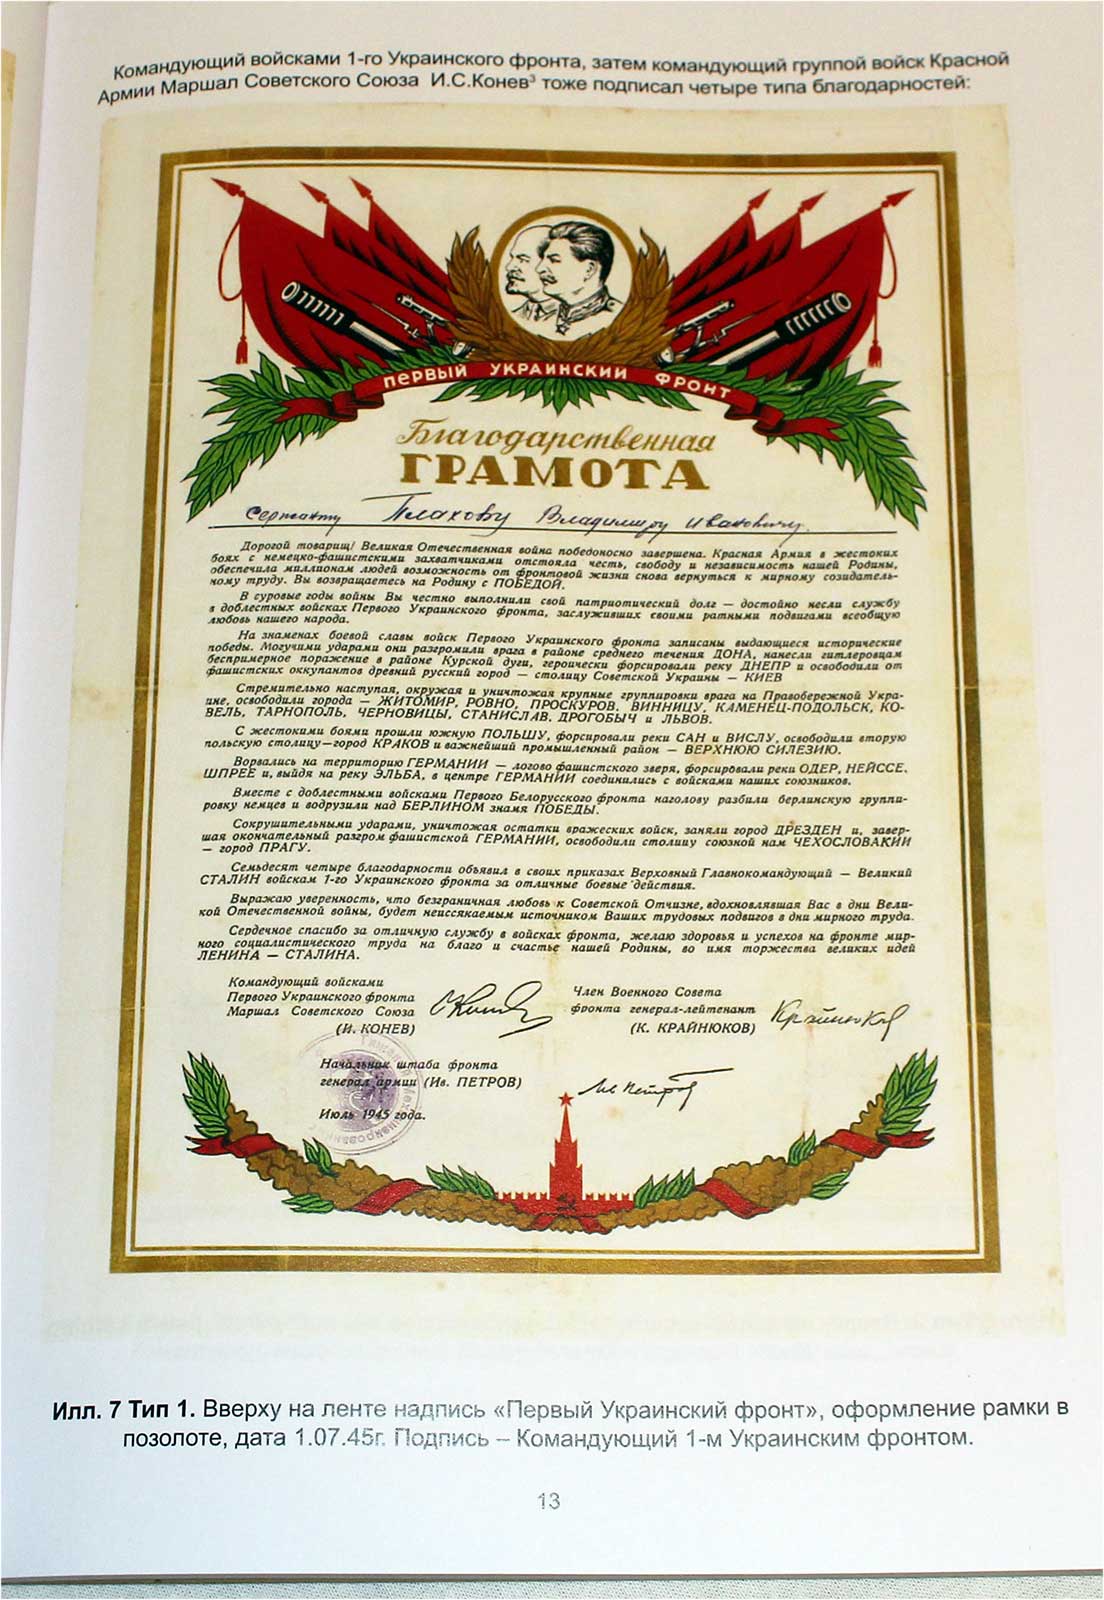 Командующий войсками 1-го Украинского фронта, затем командующий группой войск Красной
Армии Маршал Советского Союза И.С.Конев³ тоже подписал четыре типа благодарностей:
ПЕРВЫЙ УКРАИНСКИЙ ФРОНТ
Благодарственная
ГРАМОТА
Сержанту Плахову Владимиру Ивановичу.
Дорогой товарищ! Великая Отечественная война победоносно завершена. Красная Армия в жестоких
боях с немецко-фашистскими захватчиками отстояла честь, свободу и независимость нашей Родины,
обеспечила миллионам людей возможность от фронтовой жизни снова вернуться к мирному созидатель-
ному труду. Вы возвращаетесь на Родину с ПОБЕДОЙ.
В суровые годы войны Вы честно выполнили свой патриотический долг — достойно несли службу
в доблестных войсках Первого Украинского фронта, заслуживших своими ратными подвигами всеобщую
любовь нашего народа.
На знаменах боевой славы войск Первого Украинского фронта записаны выдающиеся исторические
победы. Могучими ударами они разгромили врага в районе среднего течения ДОНА, нанесли гитлеровцам
беспримерное поражение в районе Курской дуги, героически форсировали реку ДНЕПР и освободили от
фашистских оккупантов древний русский город — столицу Советской Украины — КИЕВ
Стремительно наступая, окружая и уничтожая крупные группировки врага на Правобережной Укра-
ине, освободили города — ЖИТОМИР, РОВНО, ПРОСКУРОВ, ВИННИЦУ, КАМЕНЕЦ-ПОДОЛЬСК, КО-
ВЕЛЬ, ТАРНОПОЛЬ, ЧЕРНОВИЦЫ, СТАНИСЛАВ, ДРОГОБЫЧ и ЛЬВОВ.
С жестокими боями прошли южную ПОЛЬШУ, форсировали реки САН и ВИСЛУ, освободили вторую
польскую столицу—город КРАКОВ и важнейший промышленный район — ВЕРХНЮЮ СИЛЕЗИЮ.
Ворвались на территорию ГЕРМАНИИ — логово фашистского зверя, форсировали реки ОДЕР, НЕЙССЕ,
ШПРЕЕ и, выйдя на реку ЭЛЬБА, в центре ГЕРМАНИИ соединились с войсками наших союзников.
Вместе с доблестными войсками Первого Белорусского фронта наголову разбили берлинскую группи-
ровку немцев и водрузили над БЕРЛИНОМ знамя ПОБЕДЫ.
Сокрушительными ударами, уничтожая остатки вражеских войск, заняли город ДРЕЗДЕН и, завер-
шая окончательный разгром фашистской ГЕРМАНИИ, освободили столицу союзной нам ЧЕХОСЛОВАКИИ
— город ПРАГУ.
Семьдесят четыре благодарности объявил в своих приказах Верховный Главнокомандующий — Великий
СТАЛИН войскам 1-го Украинского фронта за отличные боевые действия.
Выражаю уверенность, что безграничная любовь к Советской Отчизне, вдохновлявшая Вас в дни Вели-
кой Отечественной войны, будет неиссякаемым источником Ваших трудовых подвигов в дни мирного труда.
Сердечное спасибо за отличную службу в войсках фронта, желаю здоровья и успехов на фронте мир-
ного социалистического труда на благо и счастье нашей Родины, во имя торжества великих идей
ЛЕНИНА — СТАЛИНА.
Командующий войсками
Первого Украинского фронта
Маршал Советского Союза
(И. КОНЕВ)
Член Военного Совета
фронта генерал-лейтенант
(К. КРАЙНЮКОВ)
Крайнюков
Начальник штаба фронта
генерал армии (Ив. ПЕТРОВ)
Ив Петров
Июль 1945 года.
Илл. 7 Тип 1. Вверху на ленте надпись «Первый Украинский фронт», оформление рамки в
позолоте, дата 1.07.45г. Подпись – Командующий 1-м Украинским фронтом.
13